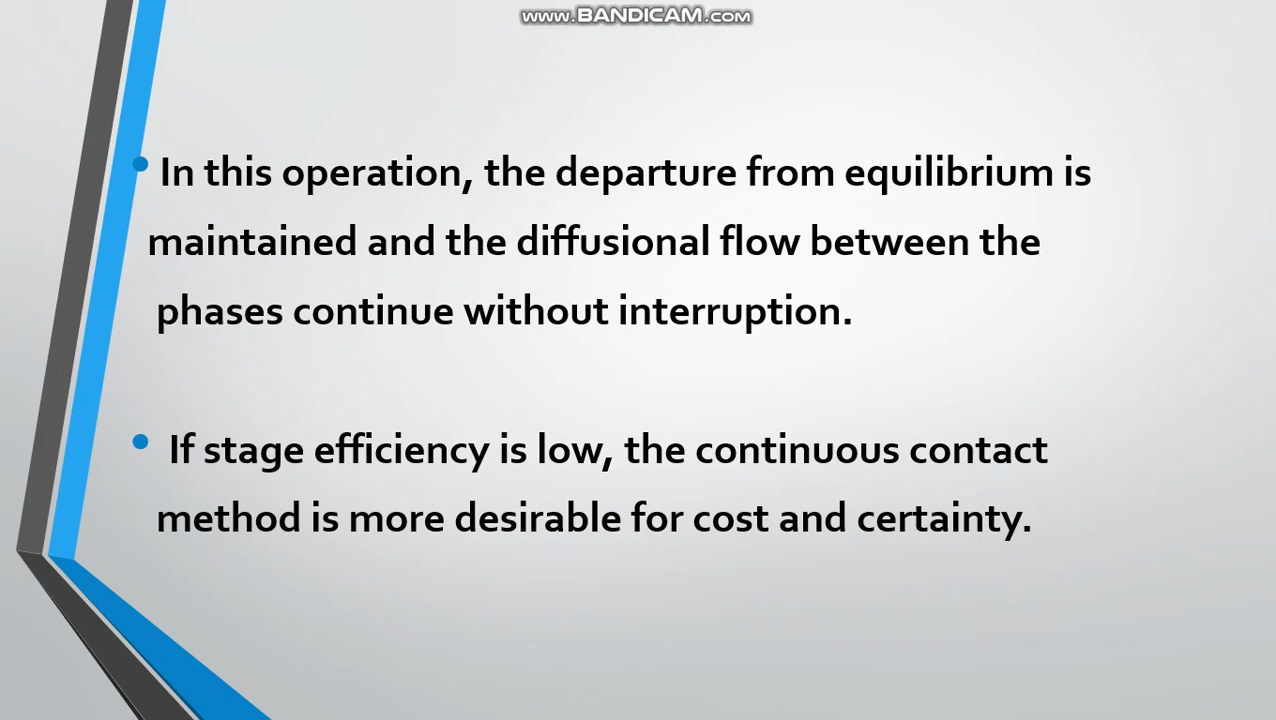 www.BANDICAM.com
• In this operation, the departure from equilibrium is
maintained and the diffusional flow between the
phases continue without interruption.
• If stage efficiency is low, the continuous contact
method is more desirable for cost and certainty.